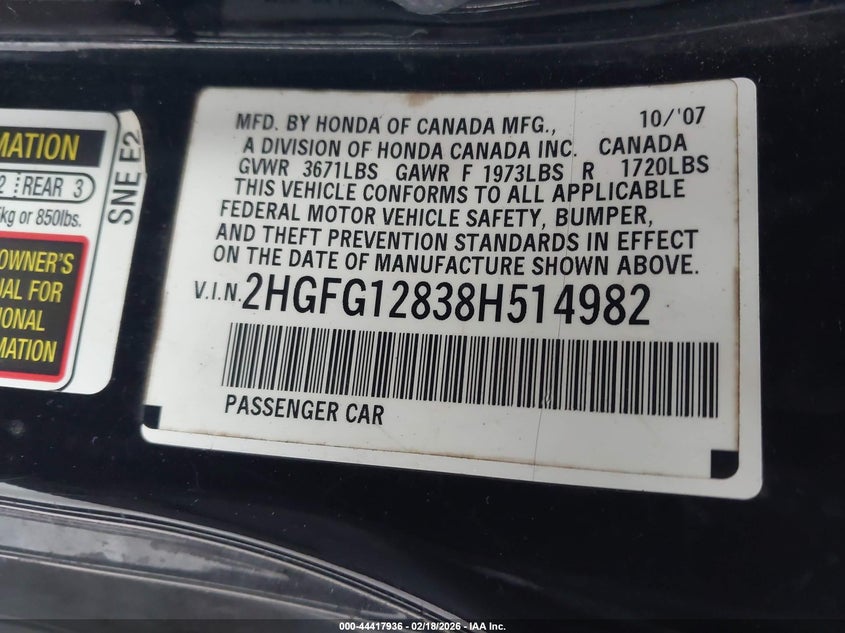 MATION
2 REAR 3
kg or 850lbs.
OWNER'S
UAL FOR
IONAL
MATION
SNE E2
MFD. BY HONDA OF CANADA MFG., 10/'07
A DIVISION OF HONDA CANADA INC. CANADA
GVWR 3671LBS GAWR F 1973LBS R 1720LBS
THIS VEHICLE CONFORMS TO ALL APPLICABLE
FEDERAL MOTOR VEHICLE SAFETY, BUMPER,
AND THEFT PREVENTION STANDARDS IN EFFECT
ON THE DATE OF MANUFACTURE SHOWN ABOVE.
V.I.N. 2HGFG12838H514982
PASSENGER CAR
000-44417936 - 02/18/2026 - IAA Inc.